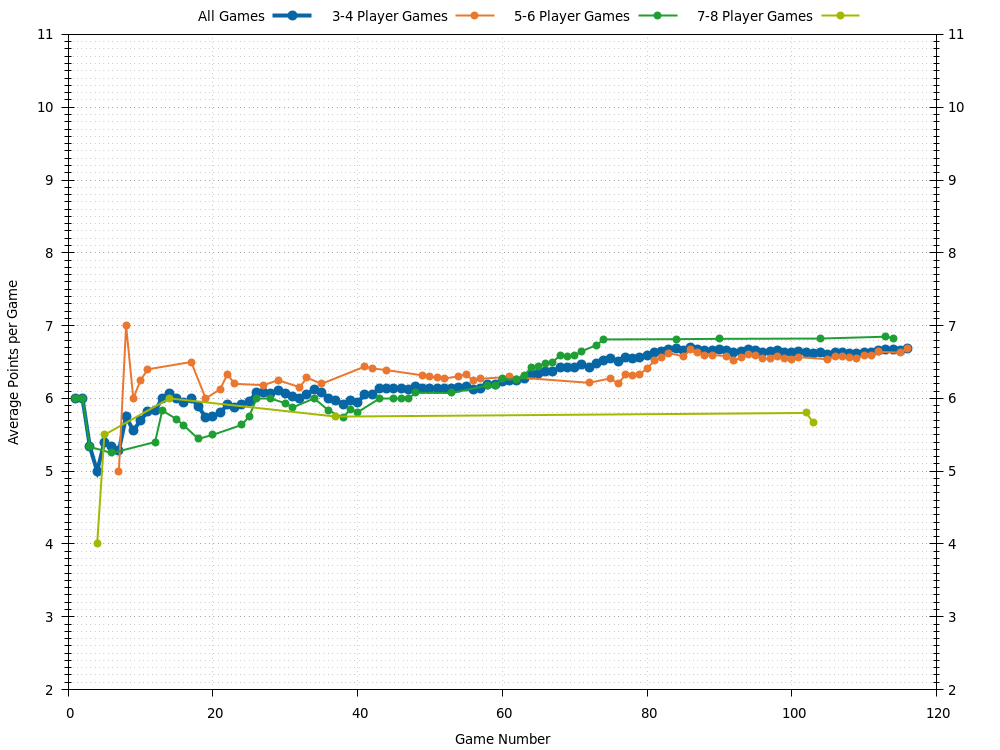 All Games 3-4 Player Games 5-6 Player Games 7-8 Player Games
11 11
10 10
9 9
8 8
7 7
6 6
5 5
4 4
3 3
2 2
Average Points per Game
0 20 40 60 80 100 120
Game Number